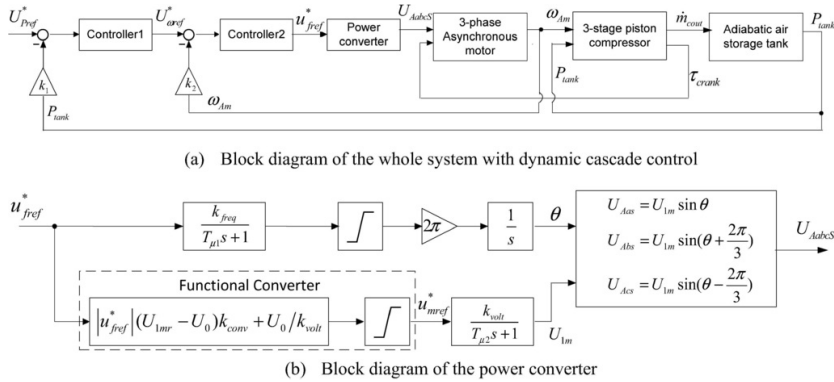 U*Pref U*ωref u*fref UAabcS ωAm ṁcout Ptank
Controller1 Controller2 Power converter 3-phase Asynchronous motor 3-stage piston compressor Adiabatic air storage tank
k1 k2 Ptank τcrank
Ptank ωAm
(a) Block diagram of the whole system with dynamic cascade control
u*fref
kfreq / Tμ1s+1
2π
1/s
θ
UAas = U1m sin θ
UAbs = U1m sin(θ + 2π/3)
UAcs = U1m sin(θ − 2π/3)
UAabcS
Functional Converter
|u*fref|(U1mr − U0)kconv + U0/kvolt
u*mref
kvolt / Tμ2s+1
U1m
(b) Block diagram of the power converter